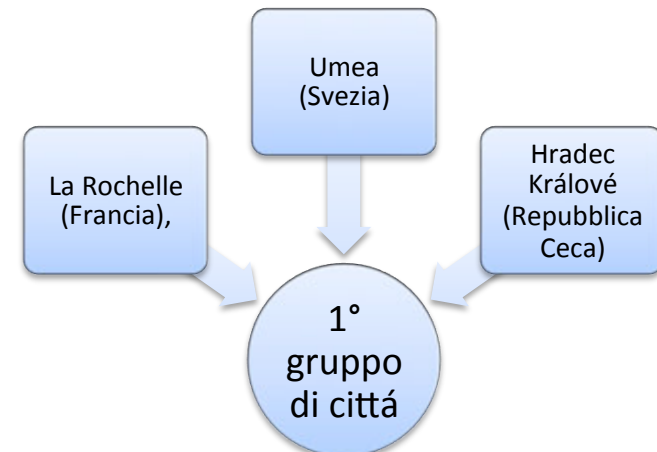 Umea
(Svezia)
La Rochelle
(Francia),
Hradec
Králové
(Repubblica
Ceca)
1°
gruppo
di cittá